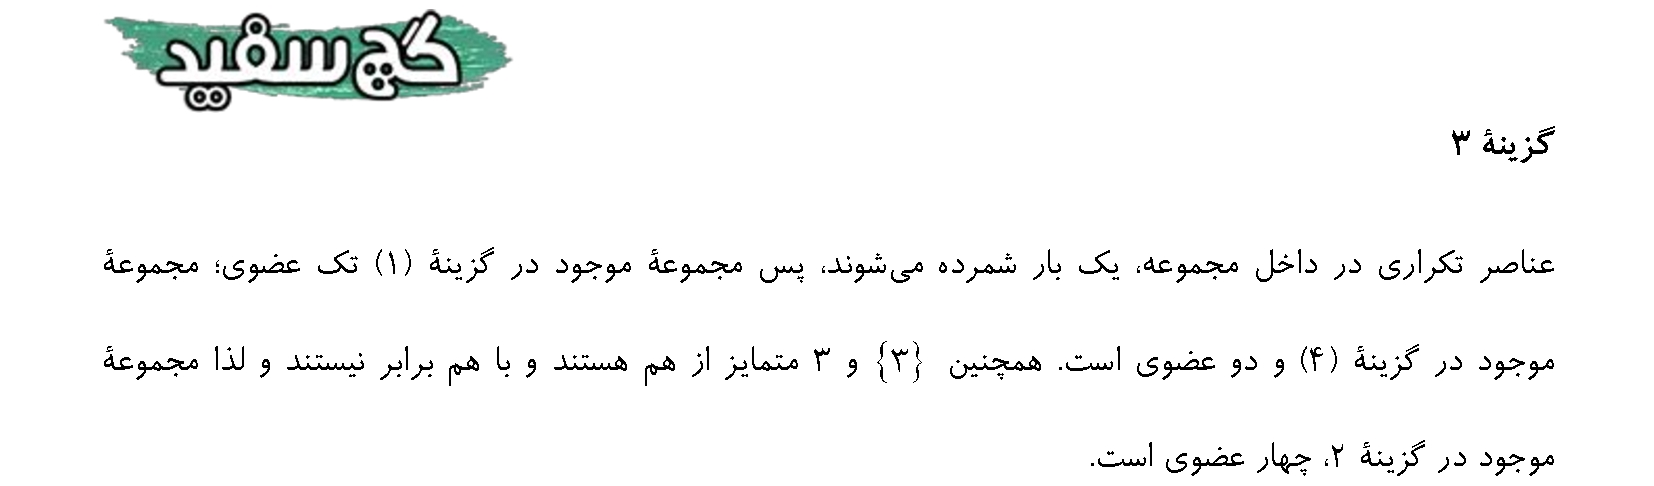 گچ سفید
گزینهٔ ۳
عناصر تکراری در داخل مجموعه، یک بار شمرده می‌شوند، پس مجموعهٔ موجود در گزینهٔ (۱) تک عضوی؛ مجموعهٔ
موجود در گزینهٔ (۴) و دو عضوی است. همچنین {۳} و ۳ متمایز از هم هستند و با هم برابر نیستند و لذا مجموعهٔ
موجود در گزینهٔ ۲، چهار عضوی است.